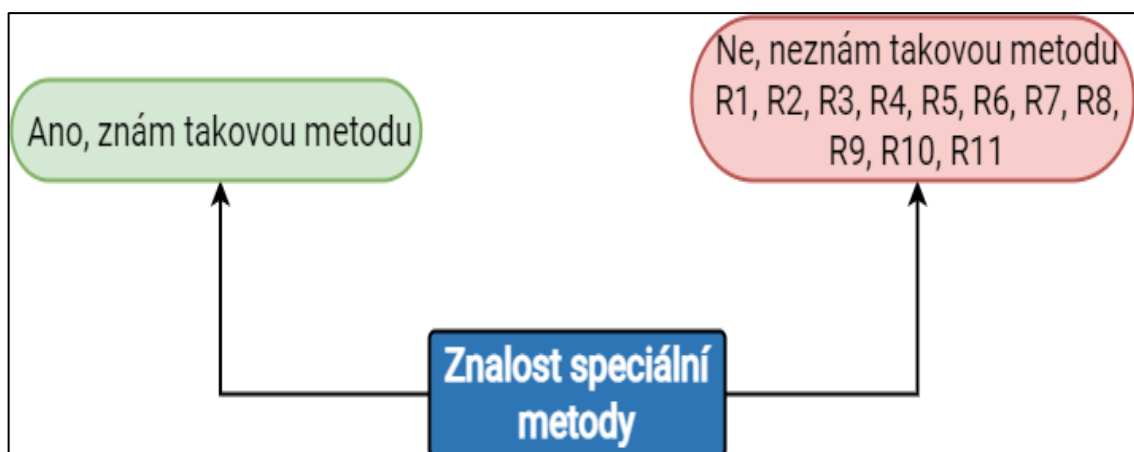 Ano, znám takovou metodu
Ne, neznám takovou metodu
R1, R2, R3, R4, R5, R6, R7, R8,
R9, R10, R11
Znalost speciální
metody